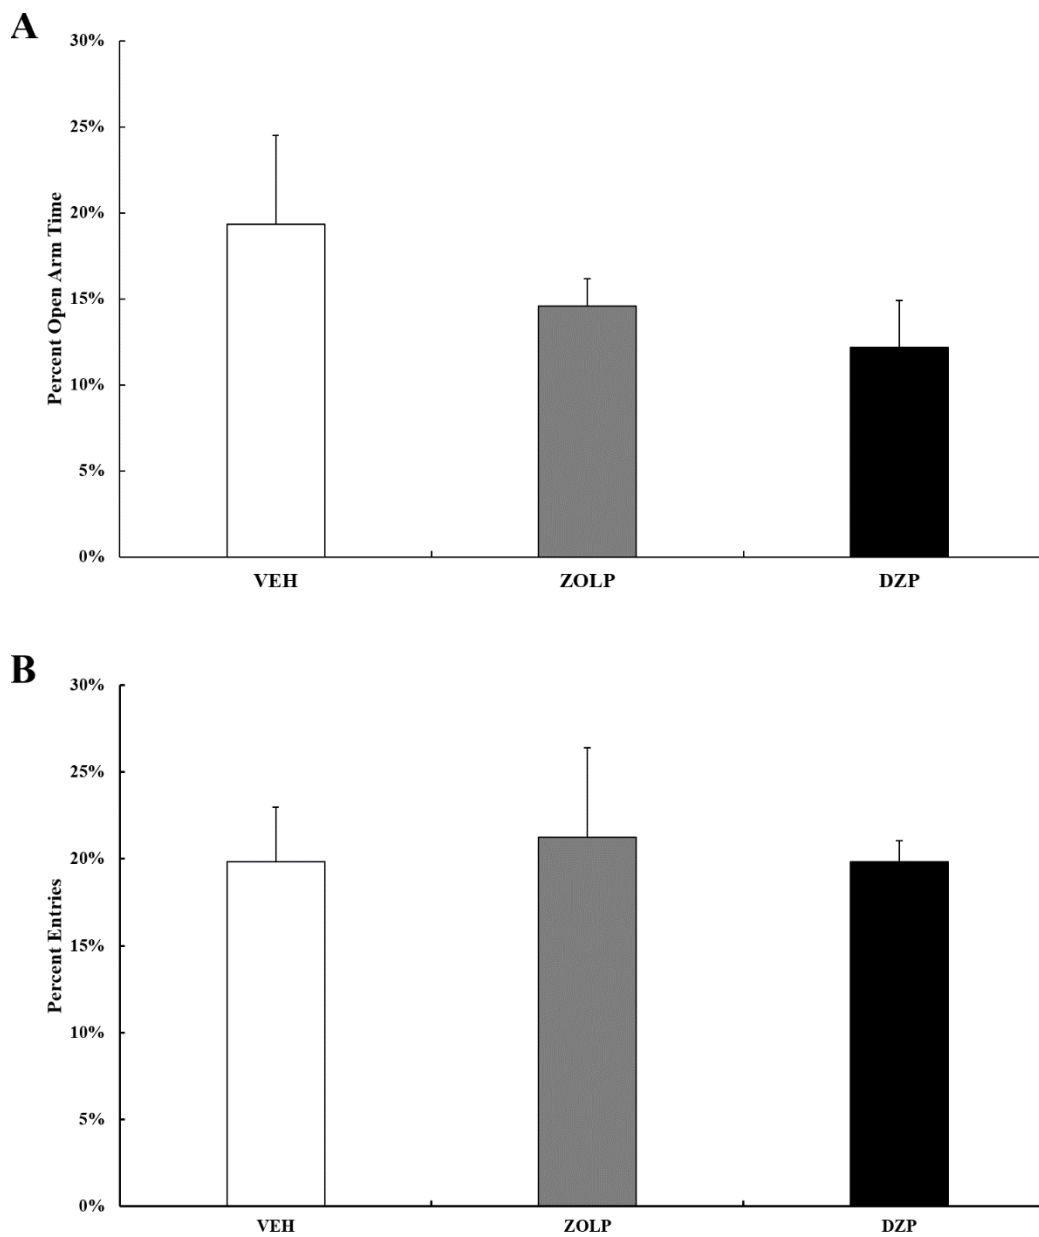 A
30%
25%
20%
15%
10%
5%
0%
Percent Open Arm Time
VEH ZOLP DZP
B
30%
25%
20%
15%
10%
5%
0%
Percent Entries
VEH ZOLP DZP